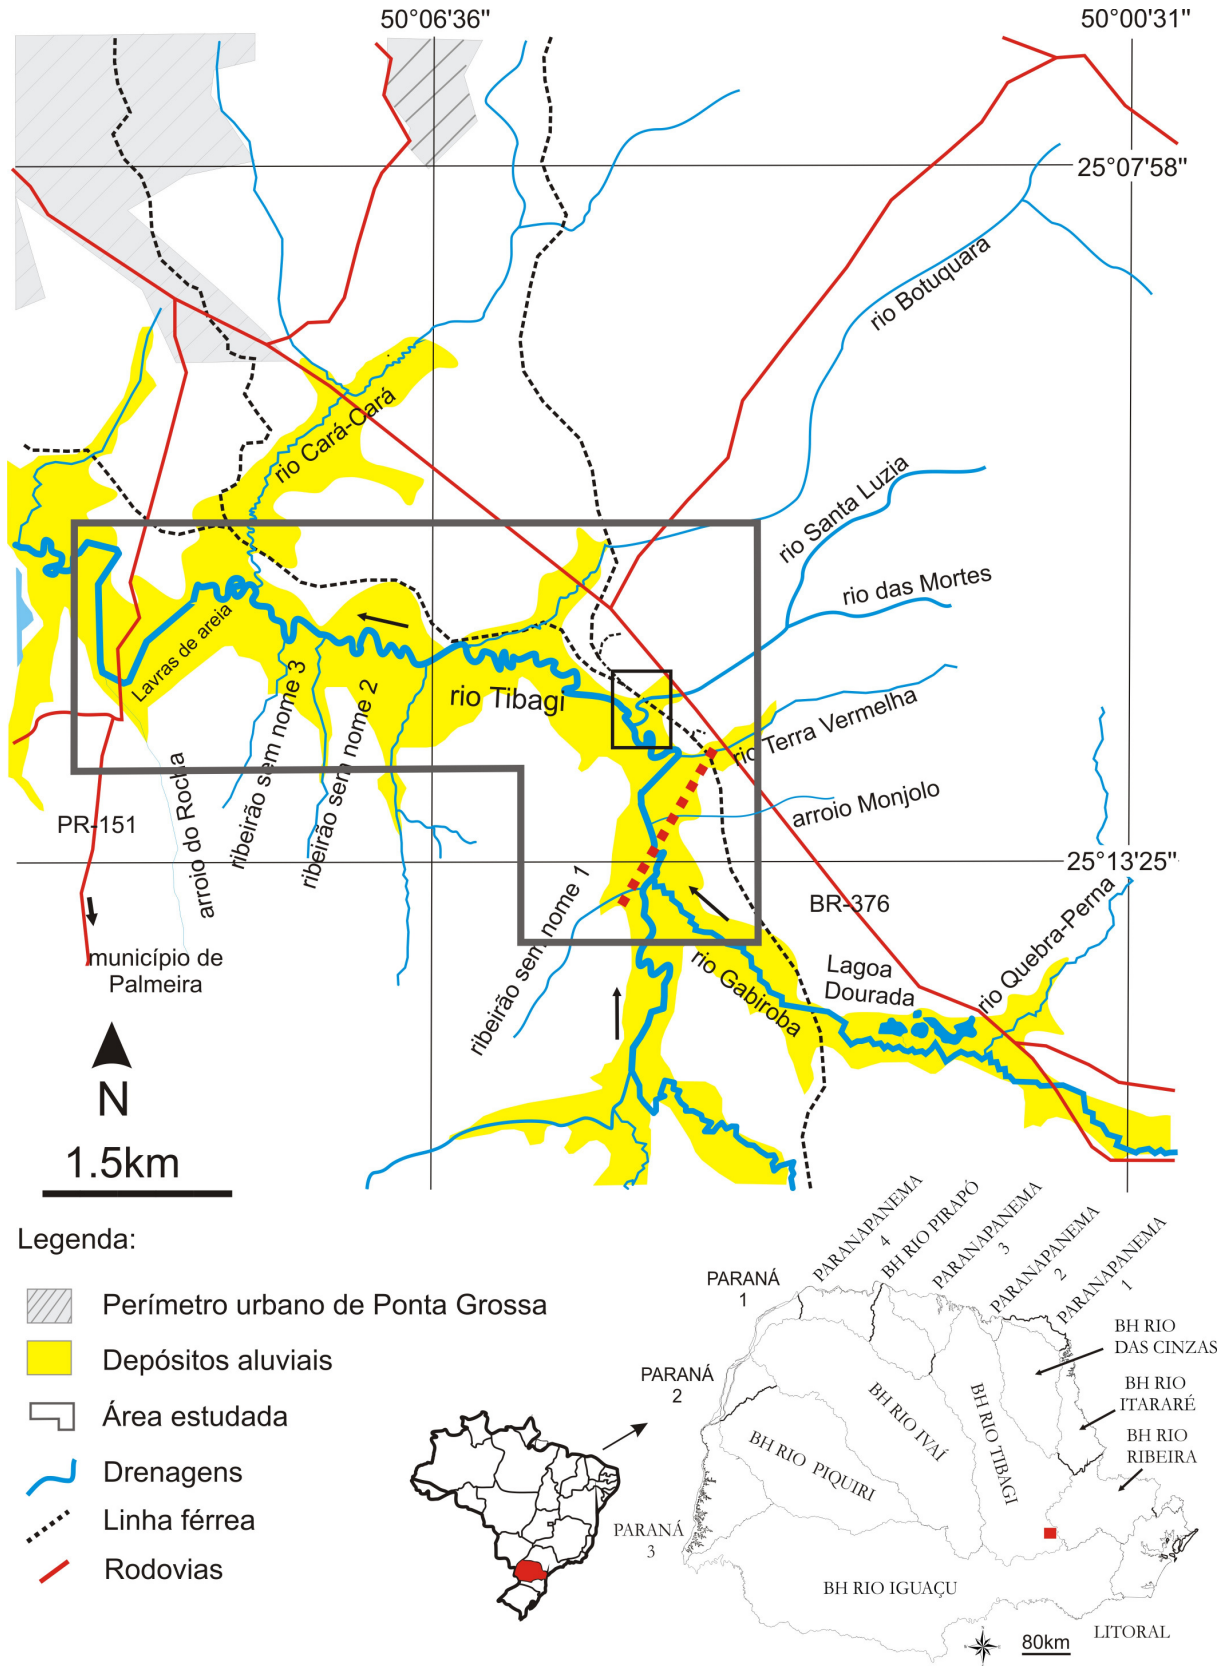 50°06'36"
50°00'31"
25°07'58"
rio Botuquara
rio Cará-Cará
rio Santa Luzia
rio das Mortes
Lavras de areia
rio Tibagi
rio Terra Vermelha
arroio Monjolo
PR-151
arroio do Rocha
ribeirão sem nome 3
ribeirão sem nome 2
ribeirão sem nome 1
25°13'25"
BR-376
rio Quebra-Perna
município de
Palmeira
rio Gabiroba
Lagoa
Dourada
N
1.5km
Legenda:
Perímetro urbano de Ponta Grossa
Depósitos aluviais
Área estudada
Drenagens
Linha férrea
Rodovias
PARANÁ
1
PARANAPANEMA
4
BH RIO PIRAPÓ
PARANAPANEMA
3
PARANAPANEMA
2
PARANAPANEMA
1
BH RIO
DAS CINZAS
BH RIO
ITARARÉ
BH RIO
RIBEIRA
PARANÁ
2
BH RIO PIQUIRI
BH RIO IVAÍ
BH RIO TIBAGI
PARANÁ
3
BH RIO IGUAÇU
LITORAL
80km